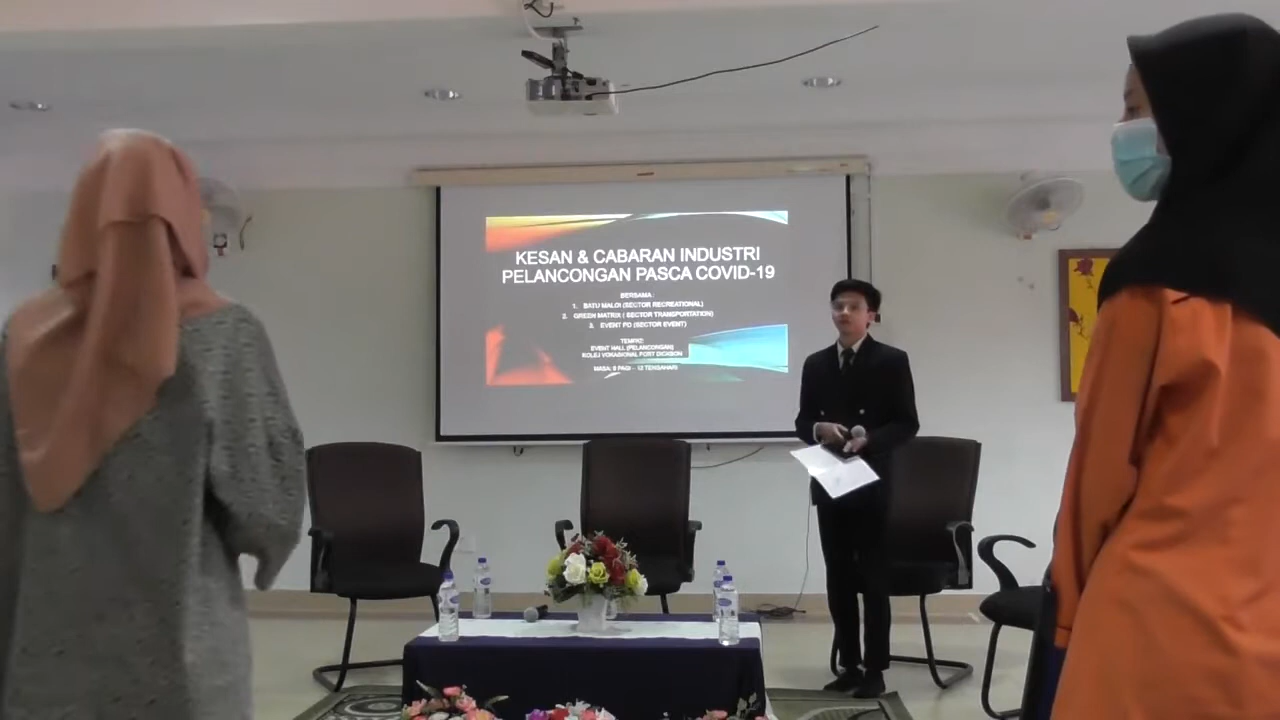 KESAN & CABARAN INDUSTRI
PELANCONGAN PASCA COVID-19
BERSAMA :
1. BATU MALOI (SECTOR RECREATIONAL)
2. GREEN MATRIX ( SECTOR TRANSPORTATION)
3. EVENT PD (SECTOR EVENT)
TEMPAT:
EVENT HALL (PELANCONGAN)
KOLEJ VOKASIONAL PORT DICKSON
MASA: 9 PAGI - 12 TENGAHARI